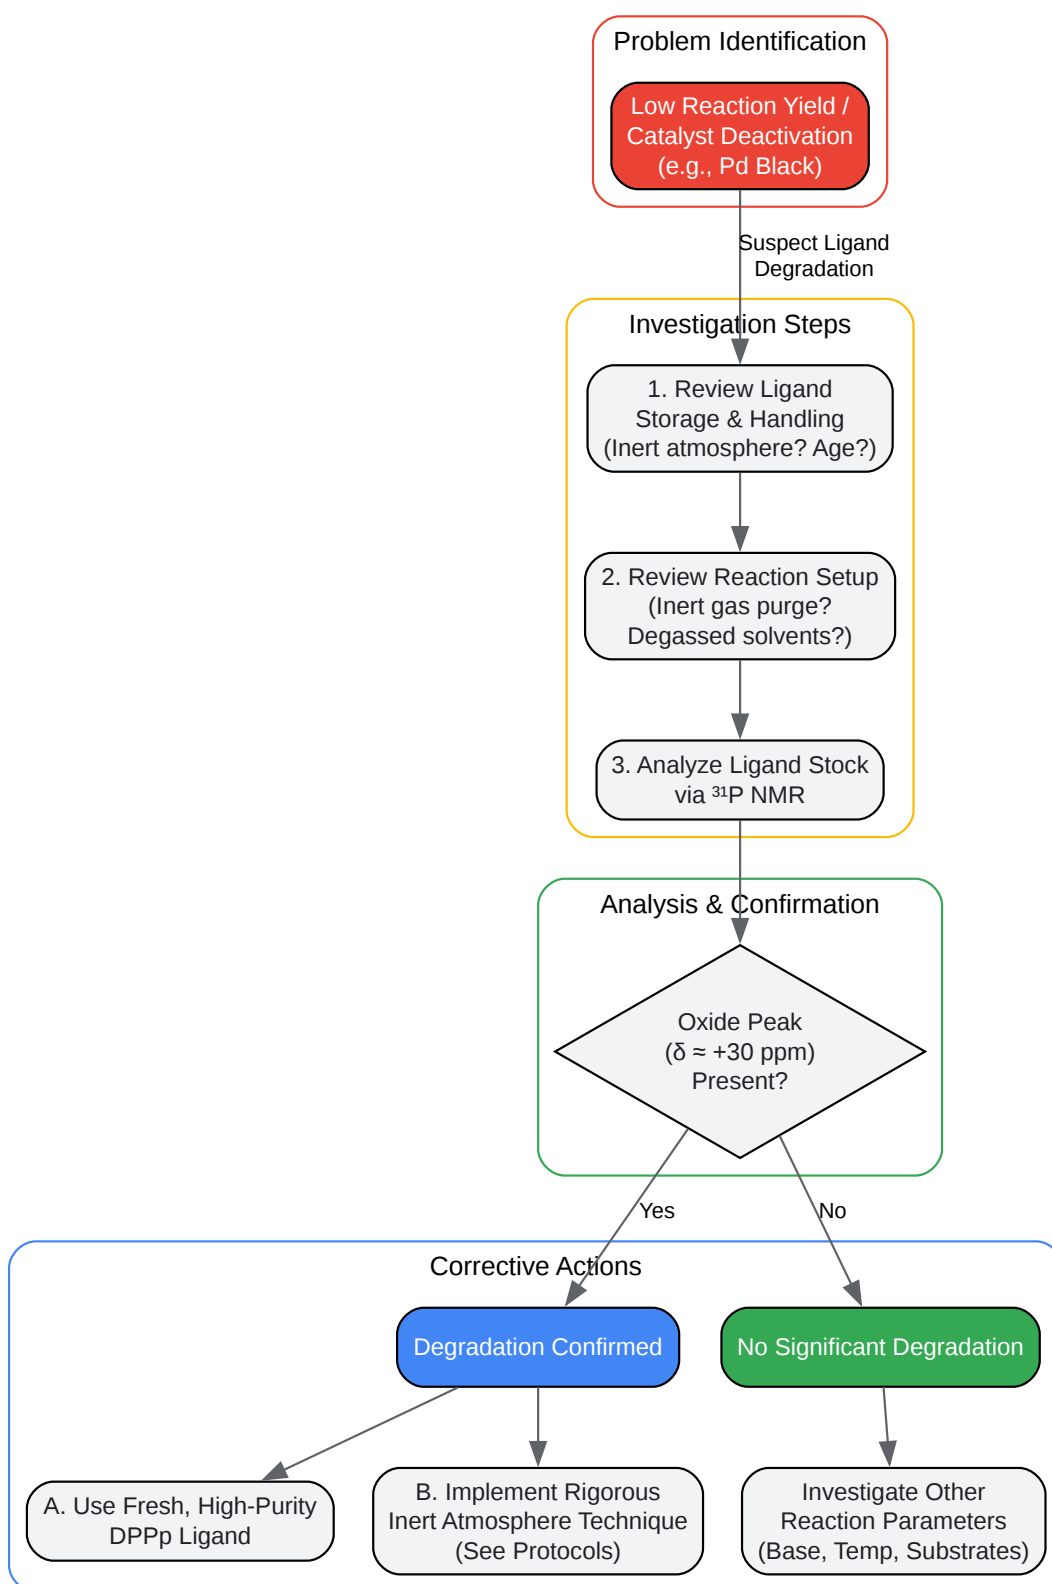 Problem Identification
Low Reaction Yield /
Catalyst Deactivation
(e.g., Pd Black)
Suspect Ligand
Degradation
Investigation Steps
1. Review Ligand
Storage & Handling
(Inert atmosphere? Age?)
2. Review Reaction Setup
(Inert gas purge?
Degassed solvents?)
3. Analyze Ligand Stock
via ³¹P NMR
Analysis & Confirmation
Oxide Peak
(δ ≈ +30 ppm)
Present?
Yes
No
Corrective Actions
Degradation Confirmed
No Significant Degradation
A. Use Fresh, High-Purity
DPPp Ligand
B. Implement Rigorous
Inert Atmosphere Technique
(See Protocols)
Investigate Other
Reaction Parameters
(Base, Temp, Substrates)